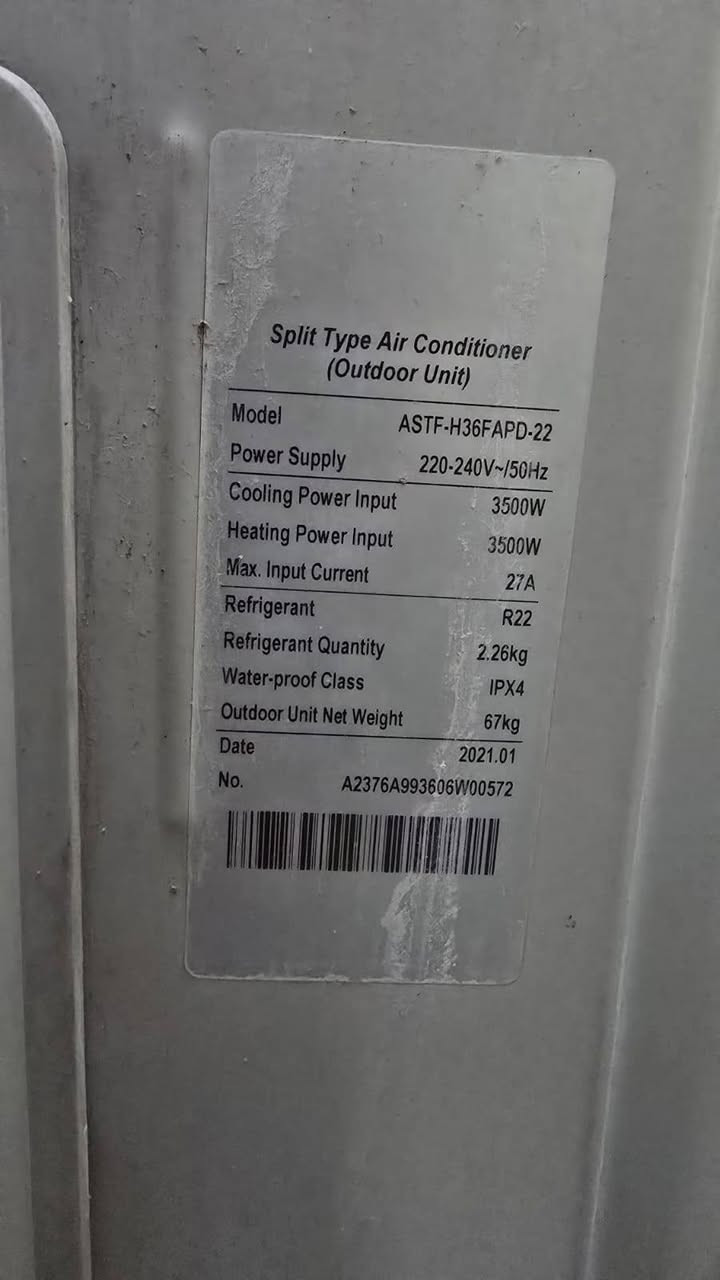 Split Type Air Conditioner
(Outdoor Unit)
Model ASTF-H36FAPD-22
Power Supply 220-240V~/50Hz
Cooling Power Input 3500W
Heating Power Input 3500W
Max. Input Current 27A
Refrigerant R22
Refrigerant Quantity 2.26kg
Water-proof Class IPX4
Outdoor Unit Net Weight 67kg
Date 2021.01
No. A2376A993606W00572